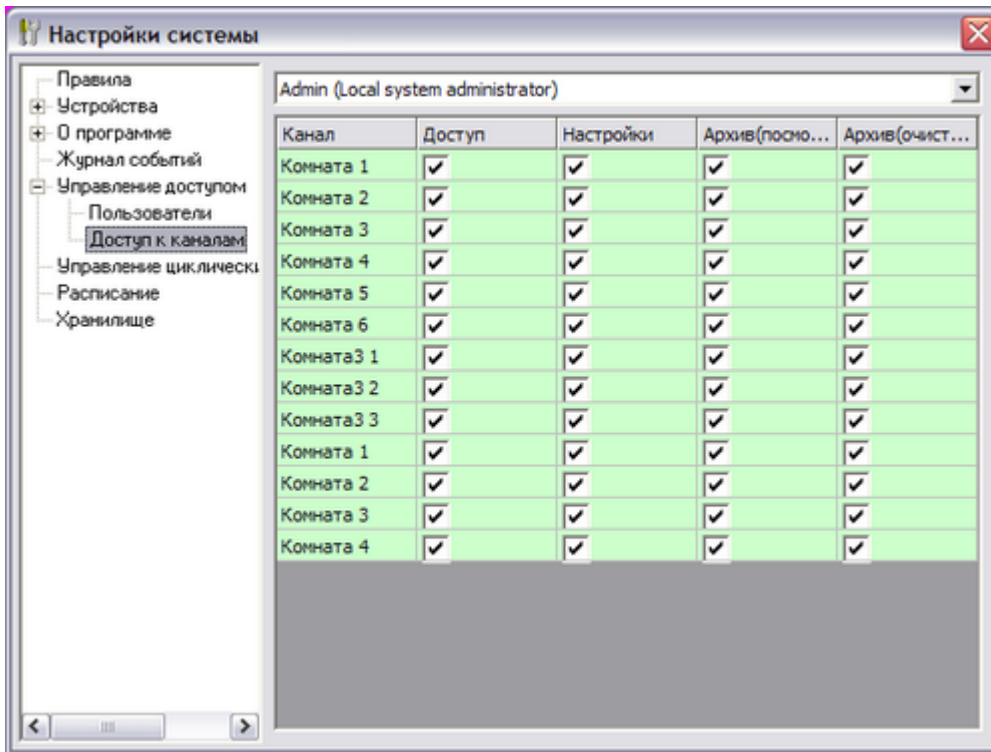 Настройки системы
Правила
Устройства
О программе
Журнал событий
Управление доступом
Пользователи
Доступ к каналам
Управление циклически
Расписание
Хранилище
Admin (Local system administrator)
Канал Доступ Настройки Архив(посмо... Архив(очист...
Комната 1
Комната 2
Комната 3
Комната 4
Комната 5
Комната 6
Комната3 1
Комната3 2
Комната3 3
Комната 1
Комната 2
Комната 3
Комната 4